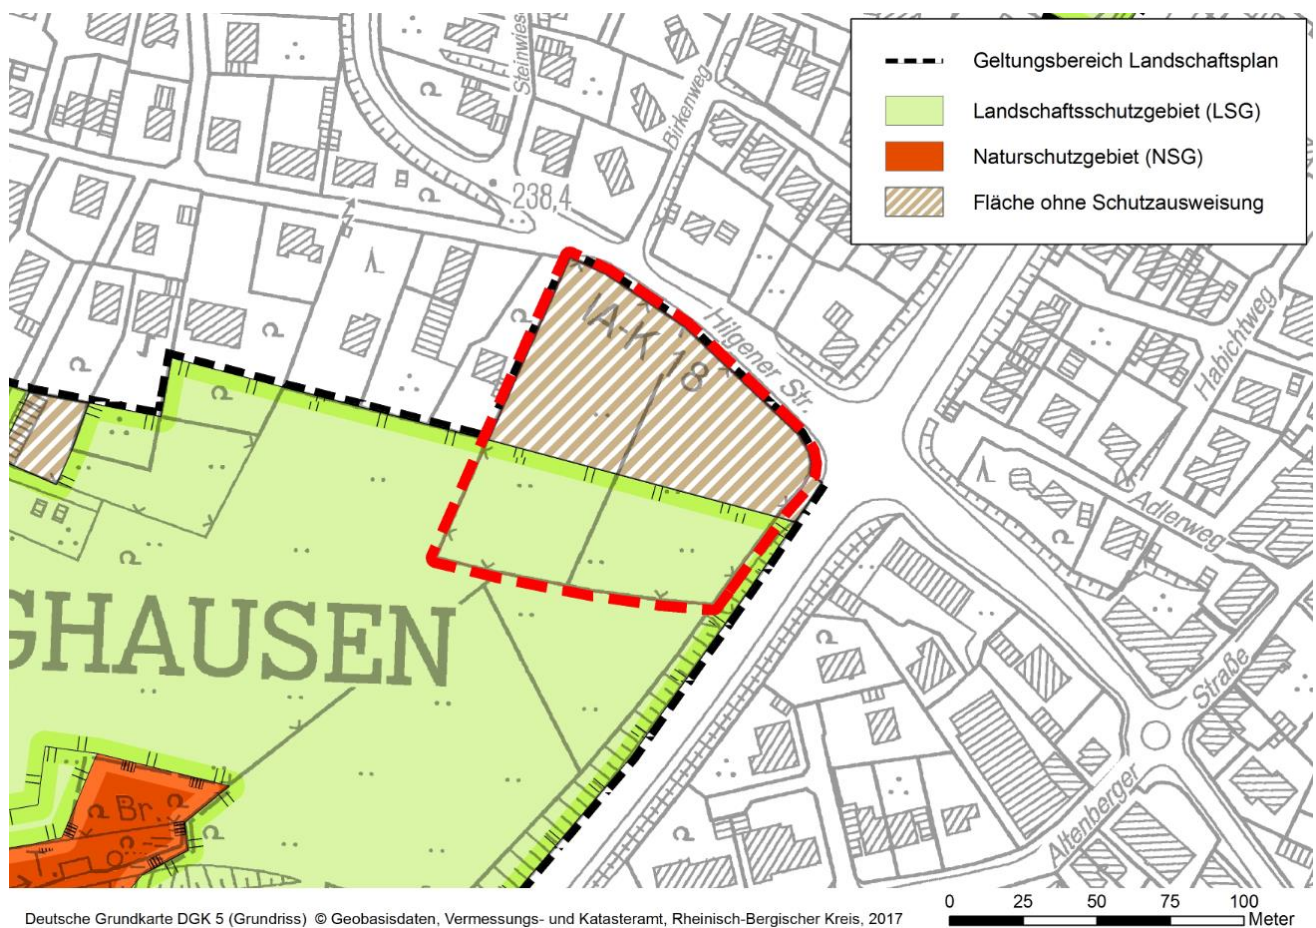 Geltungsbereich Landschaftsplan
Landschaftsschutzgebiet (LSG)
Naturschutzgebiet (NSG)
Fläche ohne Schutzausweisung
Steinwies
Birkenweg
238,4
IA-K 18
Hilgener Str.
Habichtweg
Adlerweg
GHAUSEN
Straße
Altenberger
Br.
T.
0 25 50 75 100
Meter
Deutsche Grundkarte DGK 5 (Grundriss) © Geobasisdaten, Vermessungs- und Katasteramt, Rheinisch-Bergischer Kreis, 2017